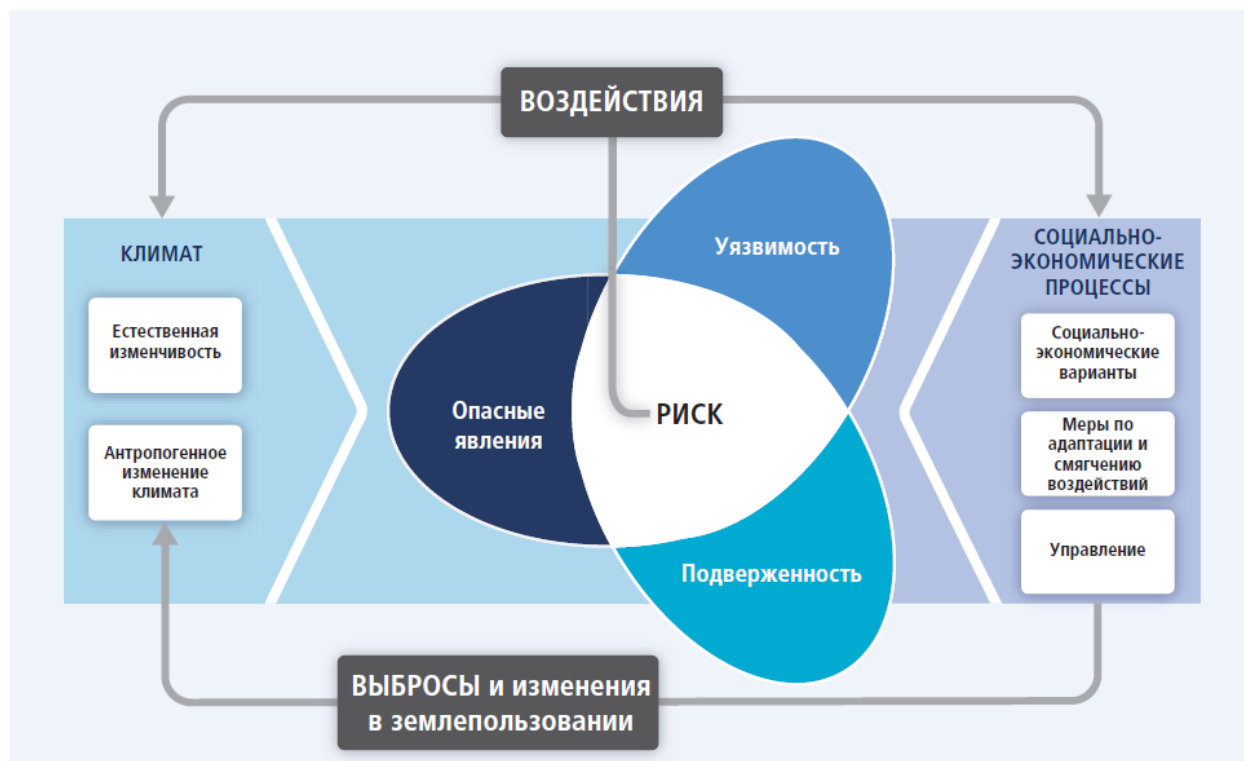 ВОЗДЕЙСТВИЯ
КЛИМАТ
Естественная
изменчивость
Антропогенное
изменение
климата
Опасные
явления
Уязвимость
РИСК
Подверженность
СОЦИАЛЬНО-
ЭКОНОМИЧЕСКИЕ
ПРОЦЕССЫ
Социально-
экономические
варианты
Меры по
адаптации и
смягчению
воздействий
Управление
ВЫБРОСЫ и изменения
в землепользовании